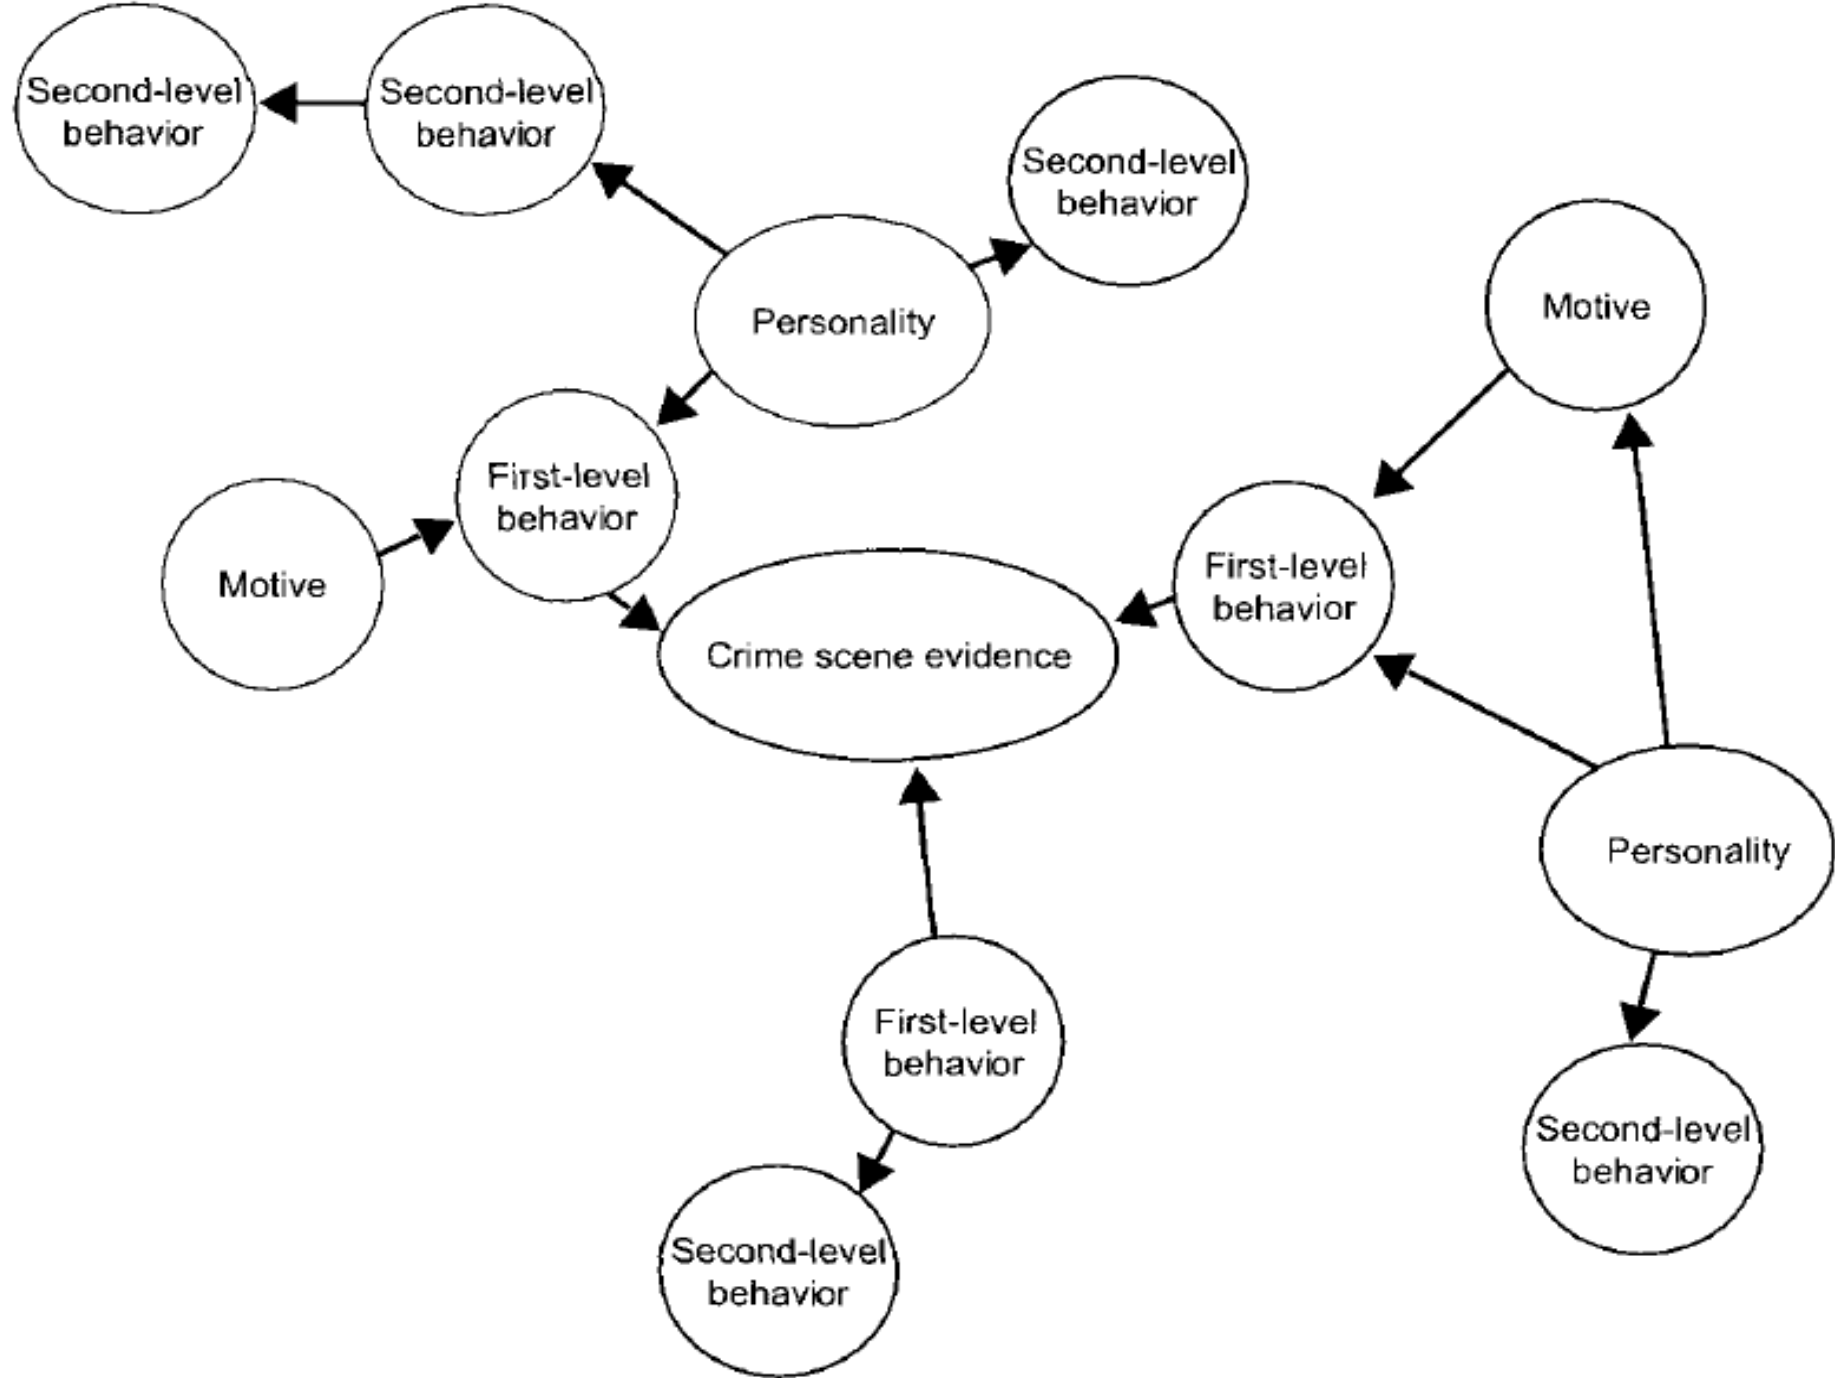 Second-level
behavior
Second-level
behavior
Second-level
behavior
Motive
Personality
First-level
behavior
Motive
First-level
behavior
Crime scene evidence
Personality
First-level
behavior
Second-level
behavior
Second-level
behavior